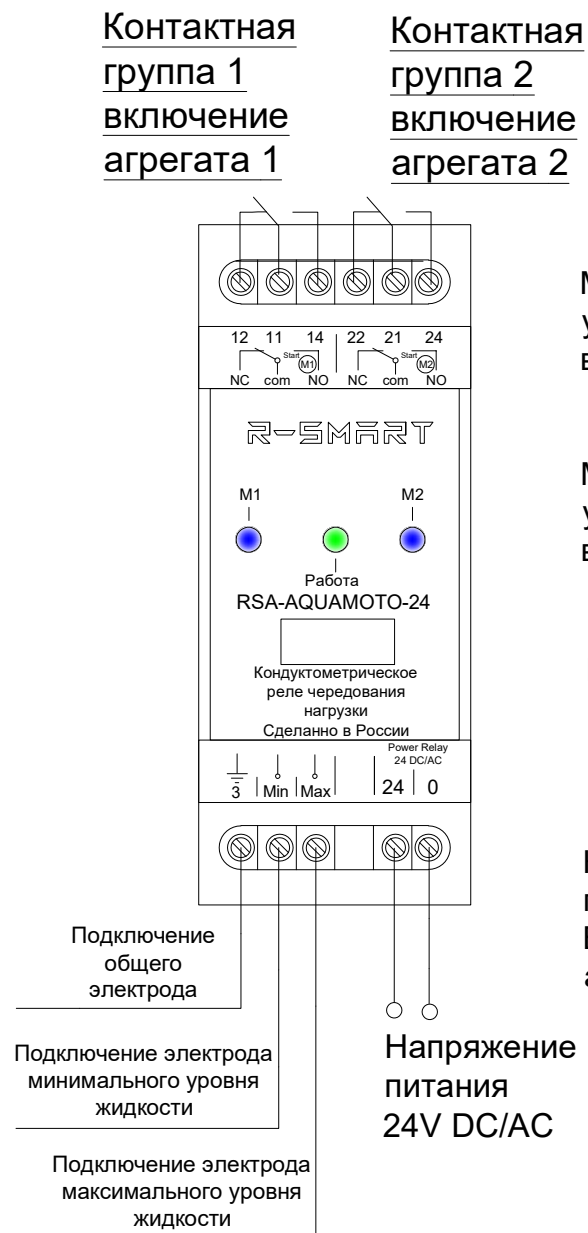 Контактная
группа 1
включение
агрегата 1
Контактная
группа 2
включение
агрегата 2
12 11 14 22 21 24
Start M1 Start M2
NC com NO NC com NO
R-SMART
M1 M2
Работа
RSA-AQUAMOTO-24
Кондуктометрическое
реле чередования
нагрузки
Сделанно в России
Power Relay
24 DC/AC
3 Min Max 24 0
Подключение
общего
электрода
Подключение электрода
минимального уровня
жидкости
Подключение электрода
максимального уровня
жидкости
Напряжение
питания
24V DC/AC